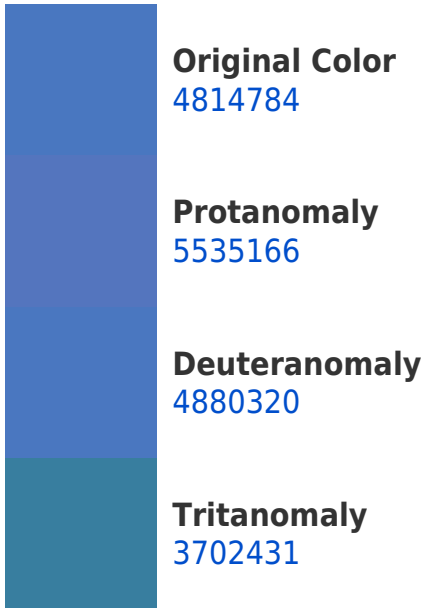 Original Color
4814784
Protanomaly
5535166
Deuteranomaly
4880320
Tritanomaly
3702431